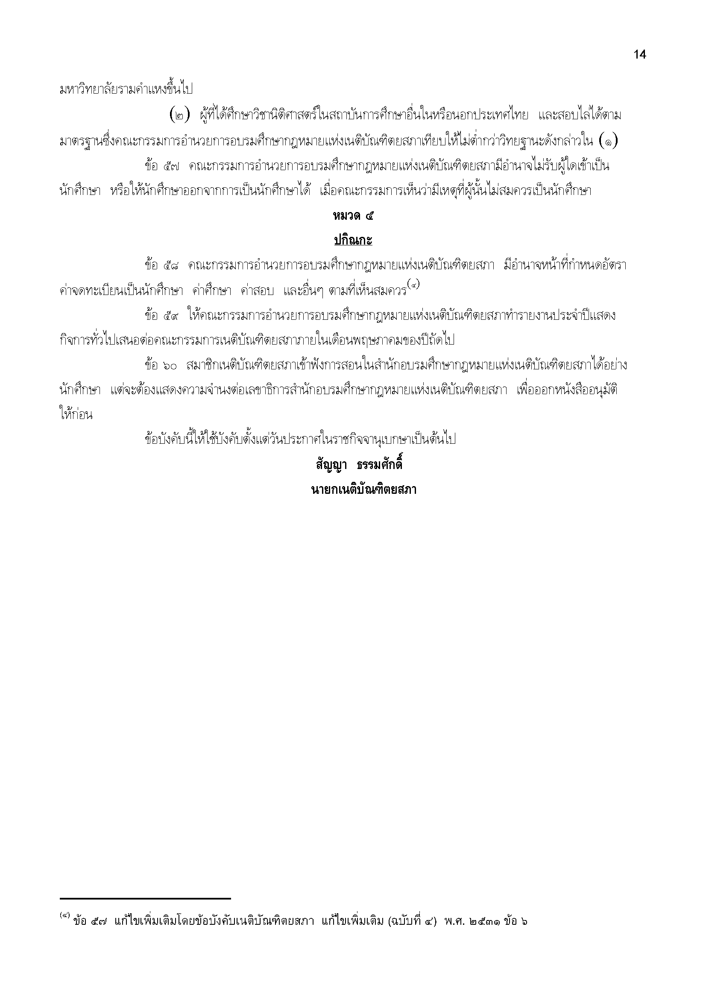 14
มหาวิทยาลัยรามคำแหงขึ้นไป
(๒) ผู้ที่ได้ศึกษาวิชานิติศาสตร์ในสถาบันการศึกษาอื่นในหรือนอกประเทศไทย และสอบไล่ได้ตาม
มาตรฐานซึ่งคณะกรรมการอำนวยการอบรมศึกษากฎหมายแห่งเนติบัณฑิตยสภาเทียบให้ไม่ต่ำกว่าวิทยฐานะดังกล่าวใน (๑)
ข้อ ๕๗ คณะกรรมการอำนวยการอบรมศึกษากฎหมายแห่งเนติบัณฑิตยสภามีอำนาจไม่รับผู้ใดเข้าเป็น
นักศึกษา หรือให้นักศึกษาออกจากการเป็นนักศึกษาได้ เมื่อคณะกรรมการเห็นว่ามีเหตุที่ผู้นั้นไม่สมควรเป็นนักศึกษา
หมวด ๕
ปกิณกะ
ข้อ ๕๘ คณะกรรมการอำนวยการอบรมศึกษากฎหมายแห่งเนติบัณฑิตยสภา มีอำนาจหน้าที่กำหนดอัตรา
ค่าจดทะเบียนเป็นนักศึกษา ค่าศึกษา ค่าสอบ และอื่นๆ ตามที่เห็นสมควร(๔)
ข้อ ๕๙ ให้คณะกรรมการอำนวยการอบรมศึกษากฎหมายแห่งเนติบัณฑิตยสภาทำรายงานประจำปีแสดง
กิจการทั่วไปเสนอต่อคณะกรรมการเนติบัณฑิตยสภาภายในเดือนพฤษภาคมของปีถัดไป
ข้อ ๖๐ สมาชิกเนติบัณฑิตยสภาเข้าฟังการสอนในสำนักอบรมศึกษากฎหมายแห่งเนติบัณฑิตยสภาได้อย่าง
นักศึกษา แต่จะต้องแสดงความจำนงต่อเลขาธิการสำนักอบรมศึกษากฎหมายแห่งเนติบัณฑิตยสภา เพื่อออกหนังสืออนุมัติ
ให้ก่อน
ข้อบังคับนี้ให้ใช้บังคับตั้งแต่วันประกาศในราชกิจจานุเบกษาเป็นต้นไป
สัญญา ธรรมศักดิ์
นายกเนติบัณฑิตยสภา
(๔) ข้อ ๕๗ แก้ไขเพิ่มเติมโดยข้อบังคับเนติบัณฑิตยสภา แก้ไขเพิ่มเติม (ฉบับที่ ๔) พ.ศ. ๒๕๓๑ ข้อ ๖